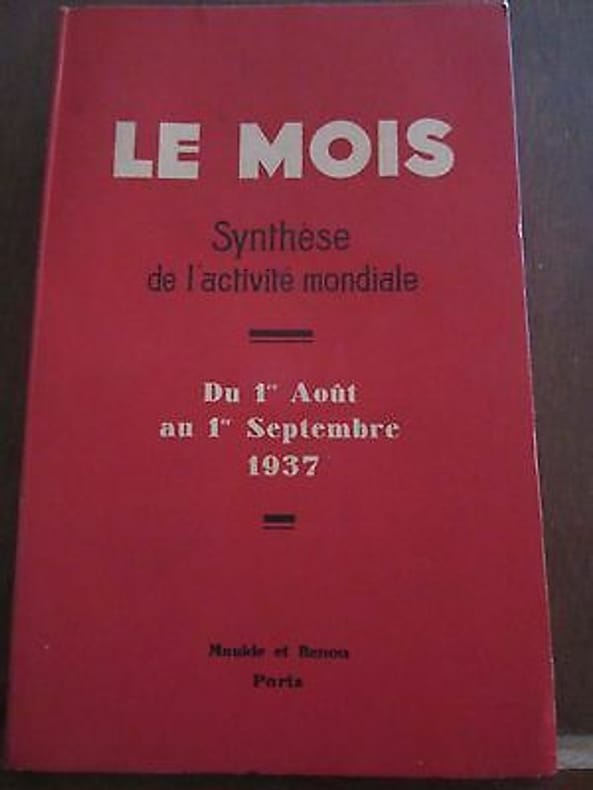 LE MOIS
Synthèse
de l'activité mondiale
Du 1er Août
au 1er Septembre
1937
Maulde et Renou
Paris